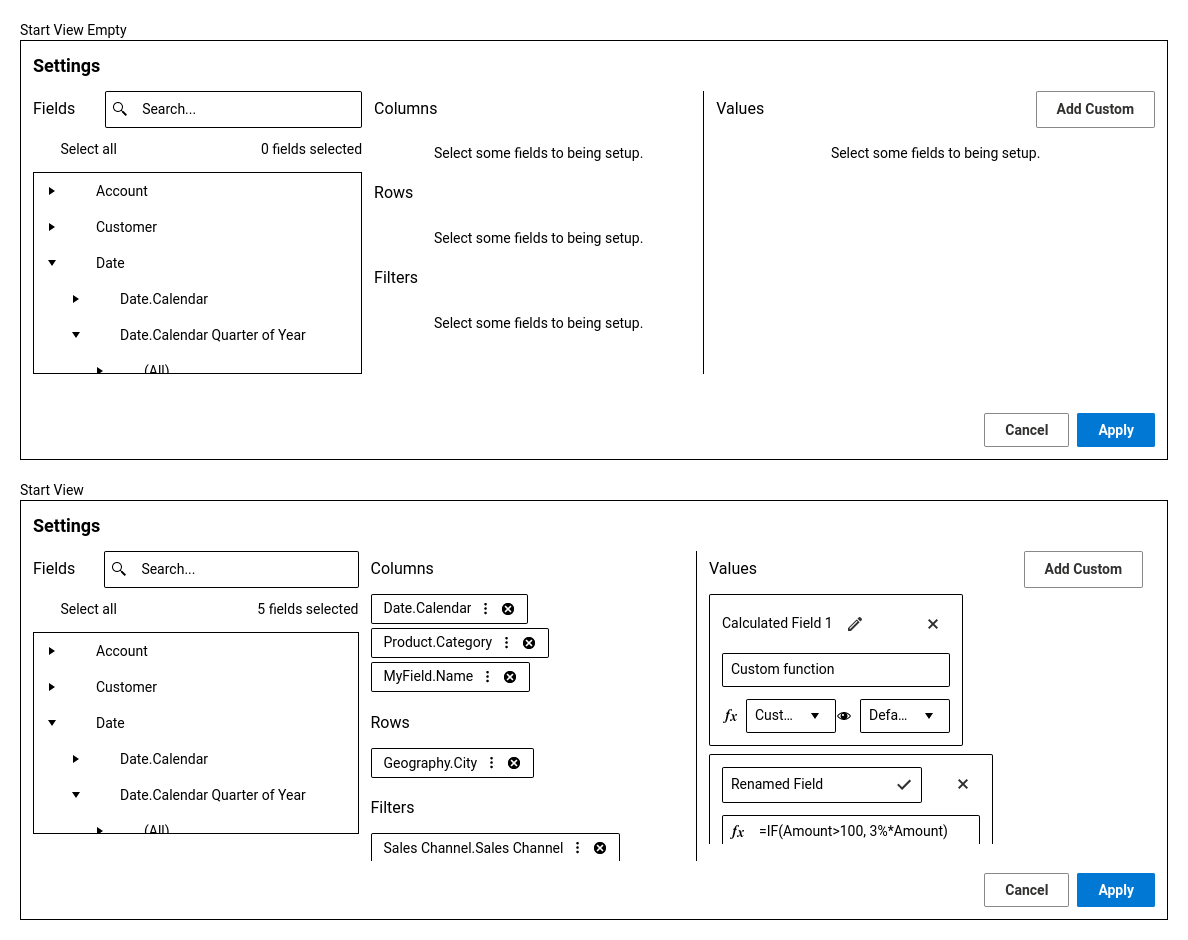 Start View Empty
Settings
Fields
Search...
Select all
0 fields selected
Account
Customer
Date
Date.Calendar
Date.Calendar Quarter of Year
(All)
Columns
Select some fields to being setup.
Rows
Select some fields to being setup.
Filters
Select some fields to being setup.
Values
Add Custom
Select some fields to being setup.
Cancel
Apply
Start View
Settings
Fields
Search...
Select all
5 fields selected
Account
Customer
Date
Date.Calendar
Date.Calendar Quarter of Year
(All)
Columns
Date.Calendar
Product.Category
MyField.Name
Rows
Geography.City
Filters
Sales Channel.Sales Channel
Values
Add Custom
Calculated Field 1
Custom function
fx
Cust...
Defa...
Renamed Field
fx =IF(Amount>100, 3%*Amount)
Cancel
Apply